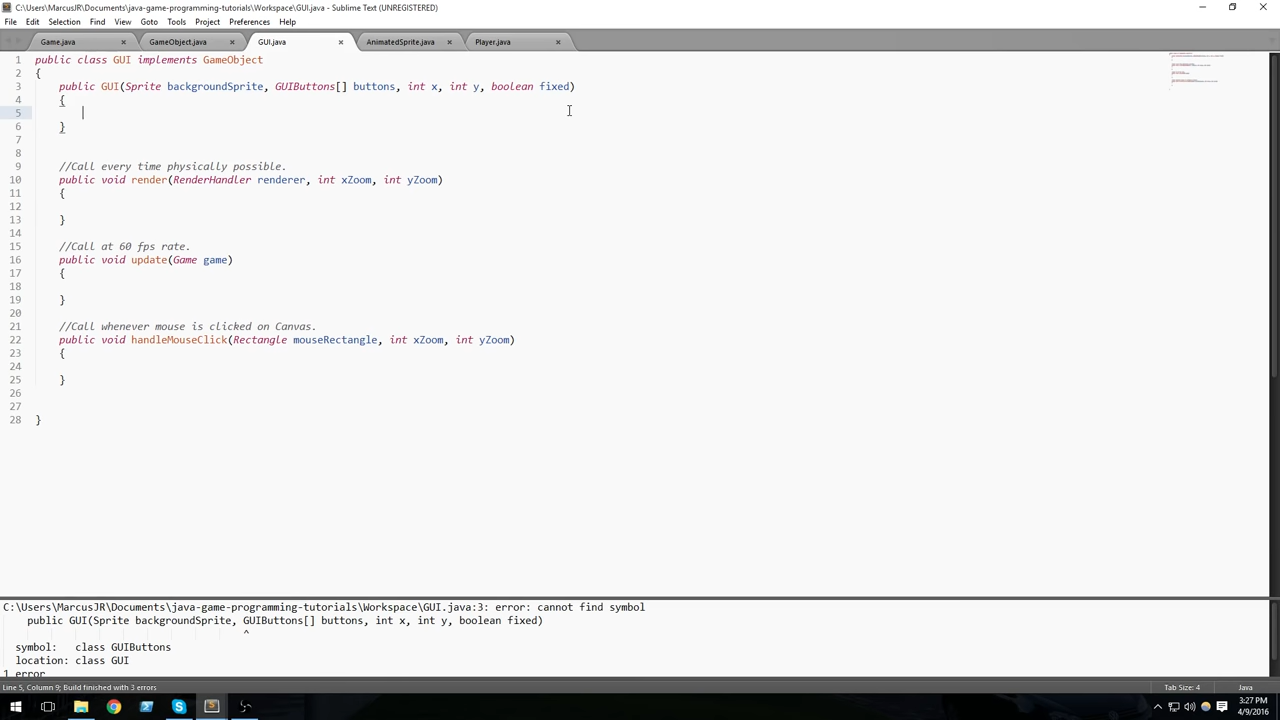 C:\Users\MarcusJR\Documents\java-game-programming-tutorials\Workspace\GUI.java - Sublime Text (UNREGISTERED)
File Edit Selection Find View Goto Tools Project Preferences Help
Game.java GameObject.java GUI.java AnimatedSprite.java Player.java
1 public class GUI implements GameObject
2 {
3 public GUI(Sprite backgroundSprite, GUIButtons[] buttons, int x, int y, boolean fixed)
4 {
5
6 }
7
8
9 //Call every time physically possible.
10 public void render(RenderHandler renderer, int xZoom, int yZoom)
11 {
12
13 }
14
15 //Call at 60 fps rate.
16 public void update(Game game)
17 {
18
19 }
20
21 //Call whenever mouse is clicked on Canvas.
22 public void handleMouseClick(Rectangle mouseRectangle, int xZoom, int yZoom)
23 {
24
25 }
26
27
28 }
C:\Users\MarcusJR\Documents\java-game-programming-tutorials\Workspace\GUI.java:3: error: cannot find symbol
public GUI(Sprite backgroundSprite, GUIButtons[] buttons, int x, int y, boolean fixed)
^
symbol: class GUIButtons
location: class GUI
1 error
Line 5, Column 9; Build finished with 3 errors Tab Size: 4 Java
3:27 PM
4/9/2016